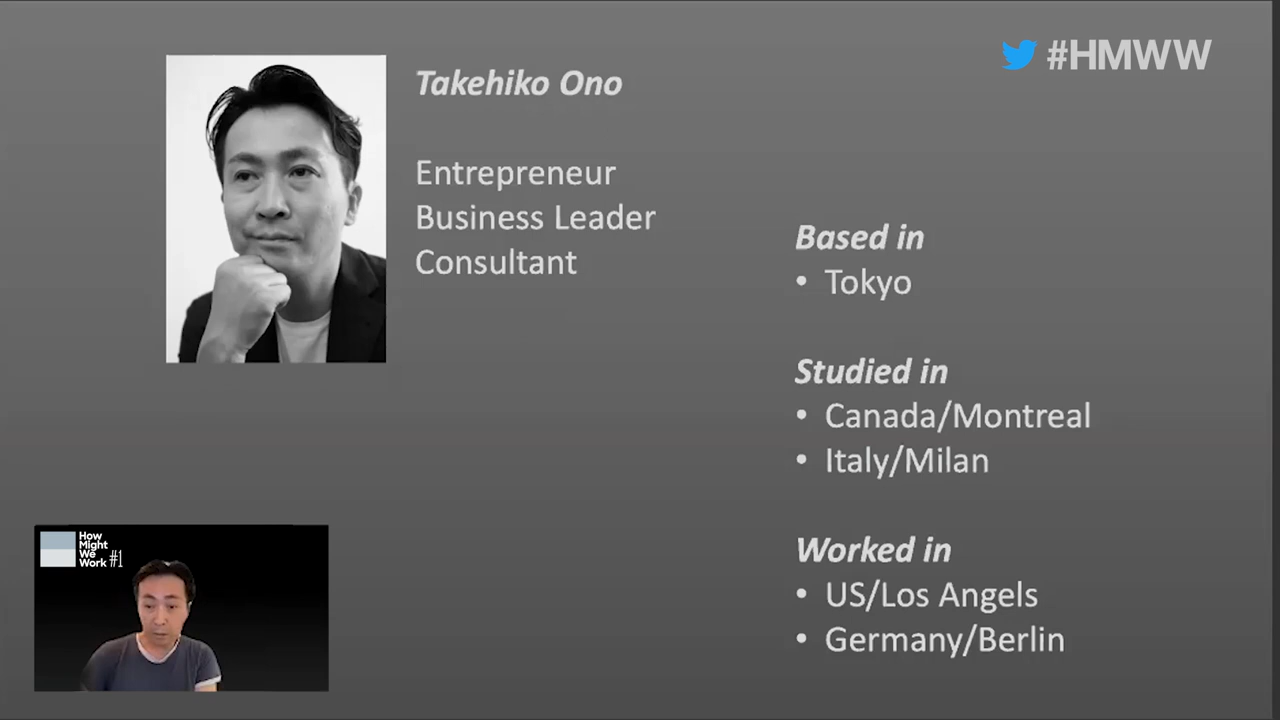 #HMWW
Takehiko Ono
Entrepreneur
Business Leader
Consultant
Based in
• Tokyo
Studied in
• Canada/Montreal
• Italy/Milan
Worked in
• US/Los Angels
• Germany/Berlin
How
Might
We
Work #1